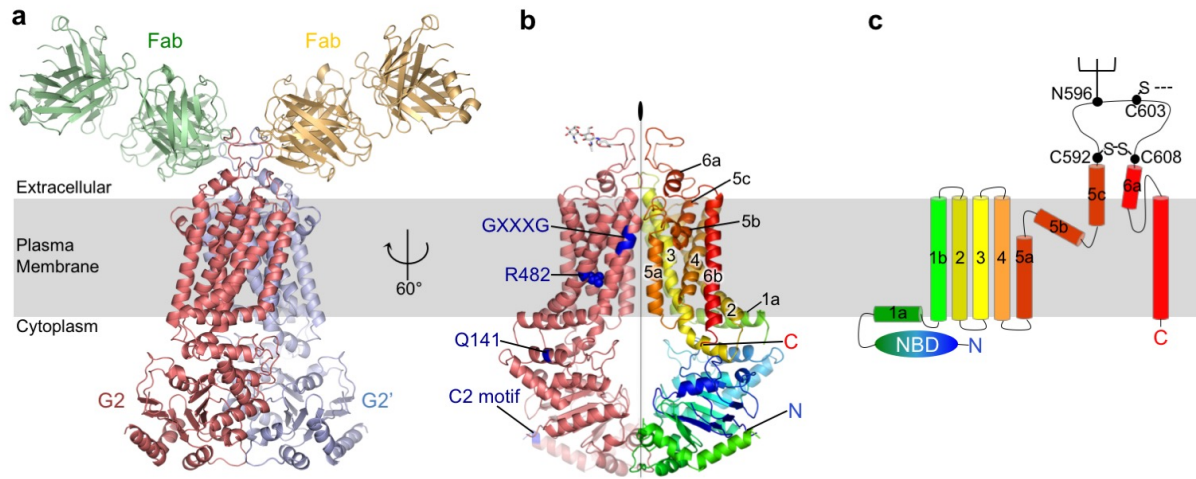 a
Fab
Fab
Extracellular
Plasma
Membrane
Cytoplasm
G2
G2'
60°
b
6a
5c
GXXXG
5b
3
4
R482
5a
6b
1a
2
Q141
C
C2 motif
N
c
S ---
N596
C603
S-S
C592
C608
5c
6a
5b
1b
2
3
4
5a
1a
NBD
N
C